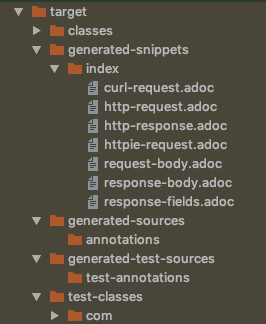 target
classes
generated-snippets
index
curl-request.adoc
http-request.adoc
http-response.adoc
httpie-request.adoc
request-body.adoc
response-body.adoc
response-fields.adoc
generated-sources
annotations
generated-test-sources
test-annotations
test-classes
com